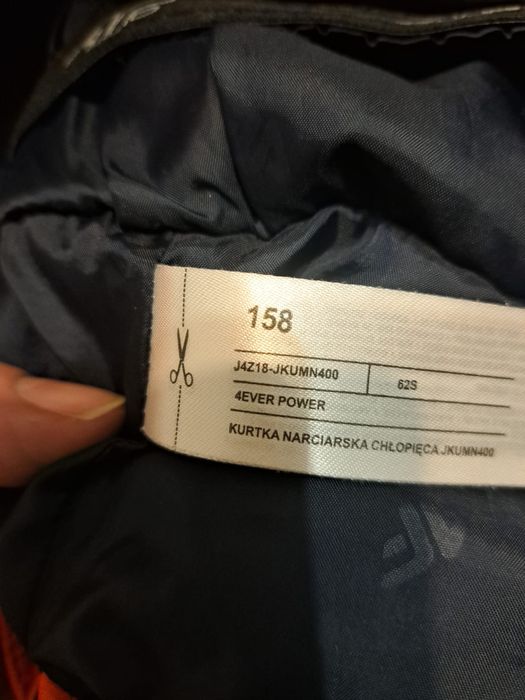 158
J4Z18-JKUMN400 62S
4EVER POWER
KURTKA NARCIARSKA CHŁOPIĘCA JKUMN400